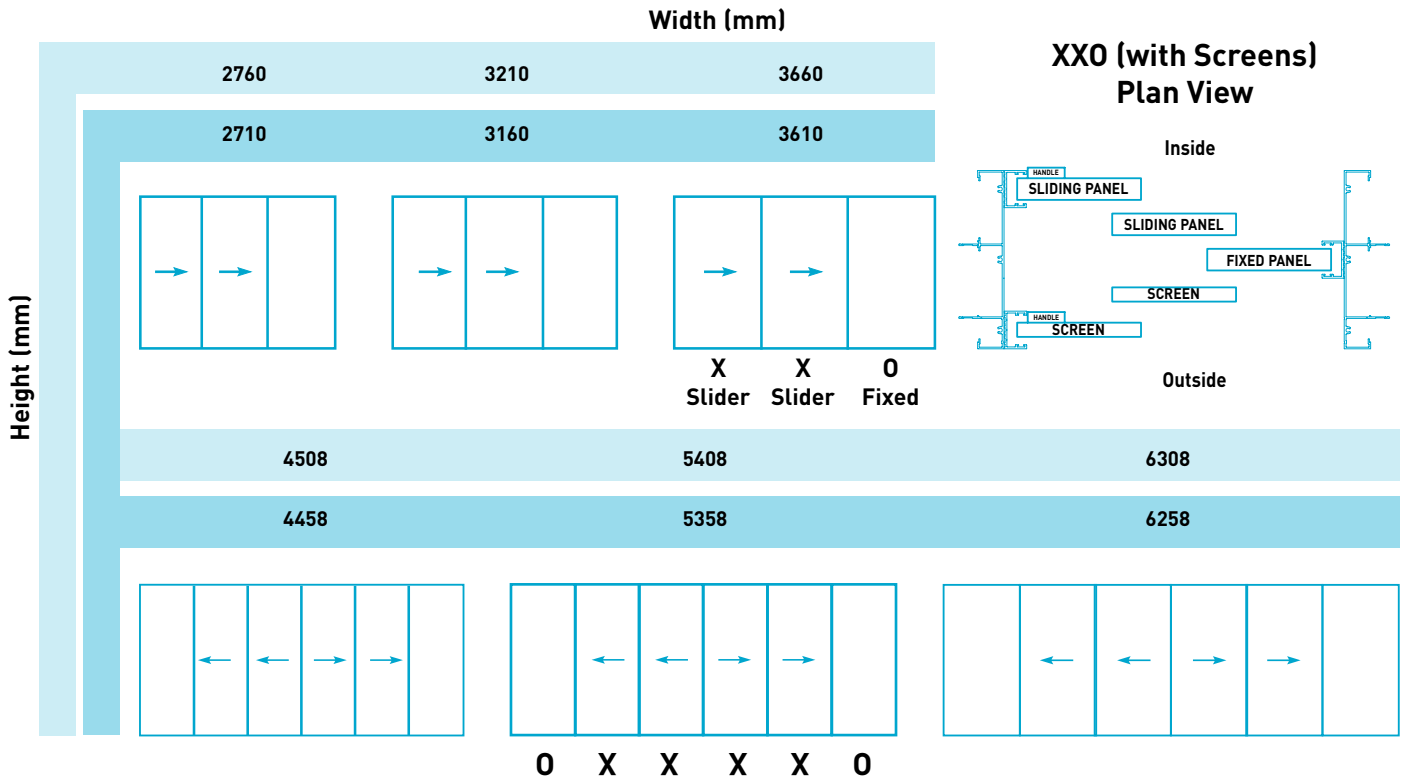 Width (mm)
2760 3210 3660
2710 3160 3610
XXO (with Screens)
Plan View
Inside
HANDLE
SLIDING PANEL
SLIDING PANEL
FIXED PANEL
SCREEN
HANDLE
SCREEN
Outside
Height (mm)
X X O
Slider Slider Fixed
4508 5408 6308
4458 5358 6258
O X X X X O